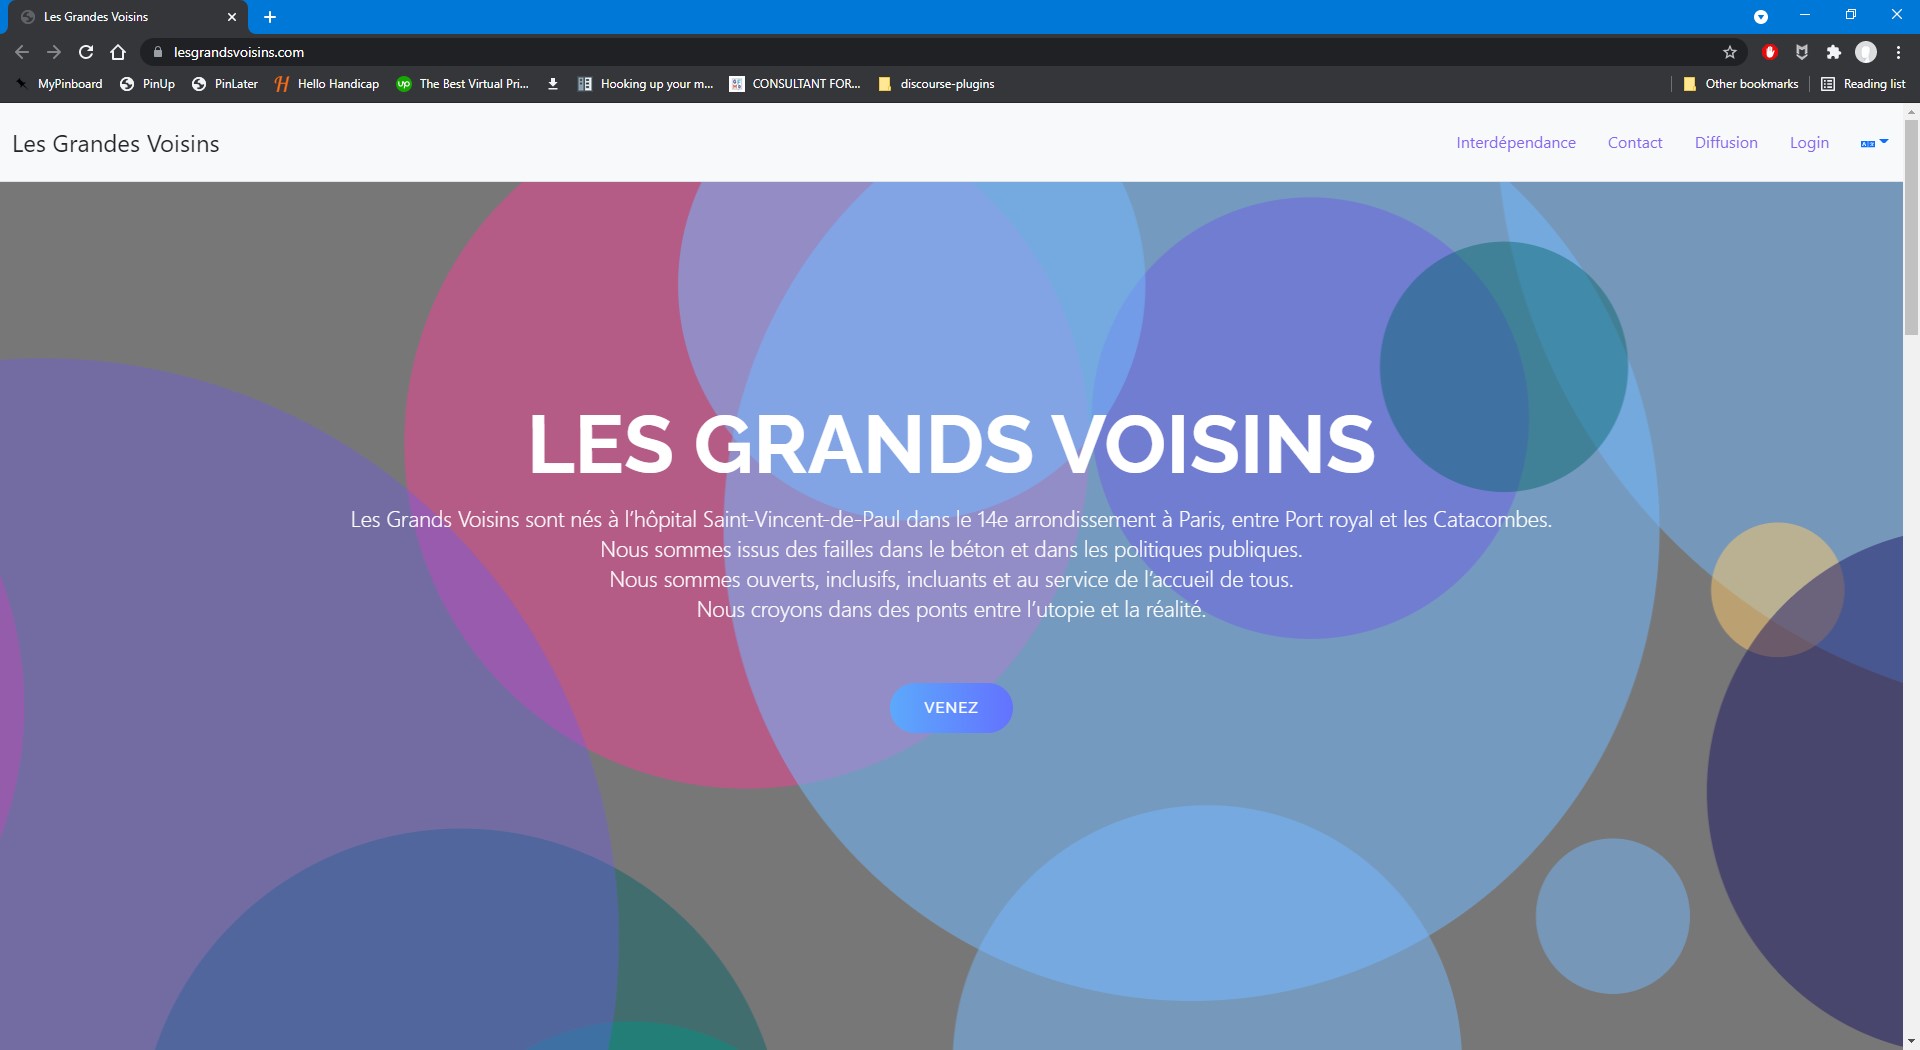 Les Grandes Voisins
lesgrandsvoisins.com
MyPinboard PinUp PinLater Hello Handicap The Best Virtual Pri... Hooking up your m... CONSULTANT FOR... discourse-plugins Other bookmarks Reading list
Les Grandes Voisins Interdépendance Contact Diffusion Login
LES GRANDS VOISINS
Les Grands Voisins sont nés à l’hôpital Saint-Vincent-de-Paul dans le 14e arrondissement à Paris, entre Port royal et les Catacombes.
Nous sommes issus des failles dans le béton et dans les politiques publiques.
Nous sommes ouverts, inclusifs, incluants et au service de l’accueil de tous.
Nous croyons dans des ponts entre l’utopie et la réalité.
VENEZ